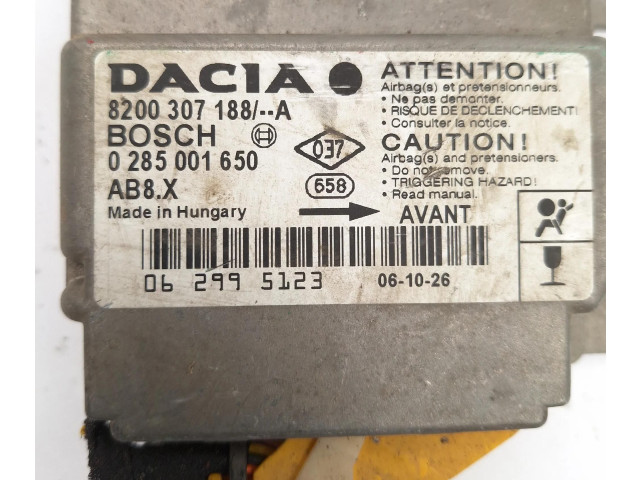 DACIA
8200 307 188/--A
BOSCH
0 285 001 650
AB8.X
Made in Hungary
037
658
AVANT
ATTENTION!
Airbag(s) et pretensionneurs.
• Ne pas demonter.
• RISQUE DE DECLENCHEMENT!
• Consulter la notice.
CAUTION!
Airbag(s) and pretensioners.
• Do not remove.
• TRIGGERING HAZARD!
• Read manual.
06 299 5123
06-10-26